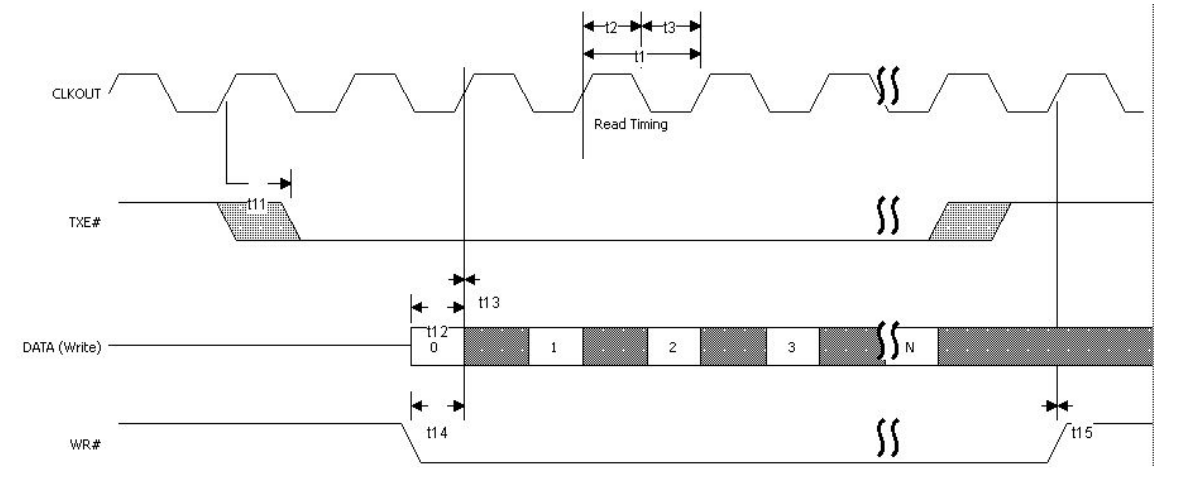 t2 t3
t1
CLKOUT
Read Timing
t11
TXE#
t13
t12
DATA (Write) 0 1 2 3 N
t14 t15
WR#